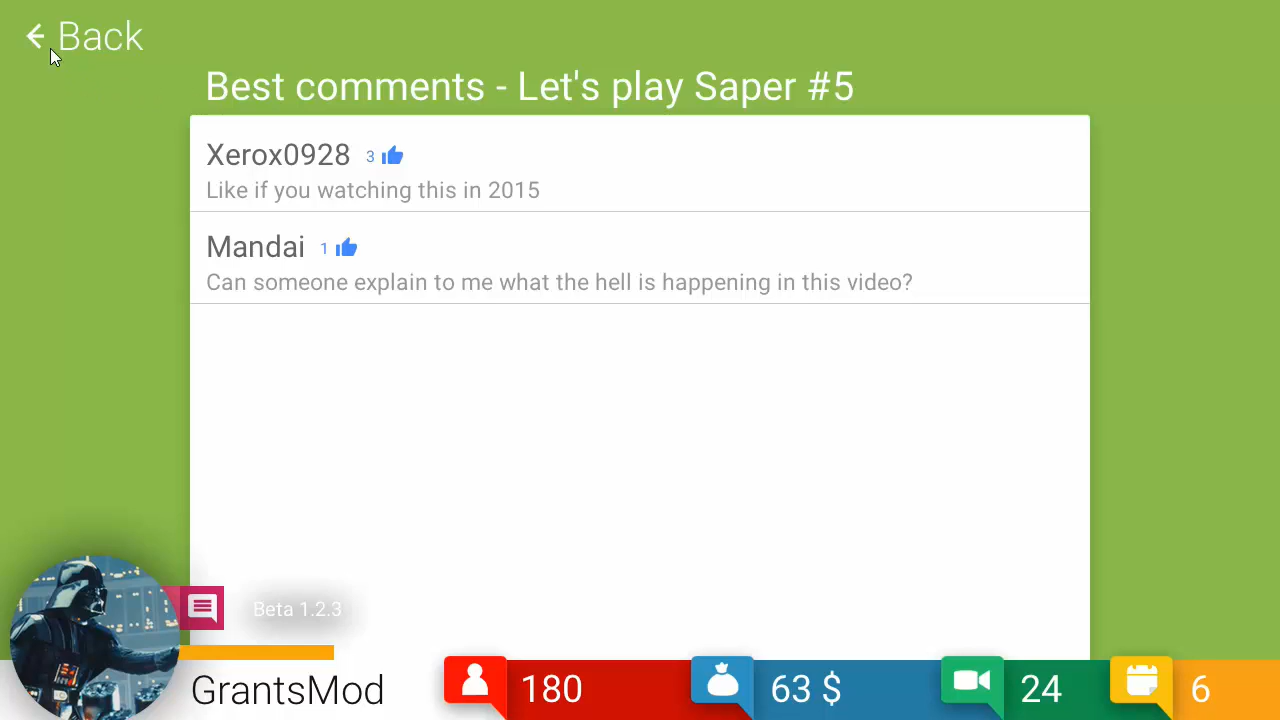 Back
Best comments - Let's play Saper #5
Xerox0928 3
Like if you watching this in 2015
Mandai 1
Can someone explain to me what the hell is happening in this video?
Beta 1.2.3
GrantsMod 180 63 $ 24 6